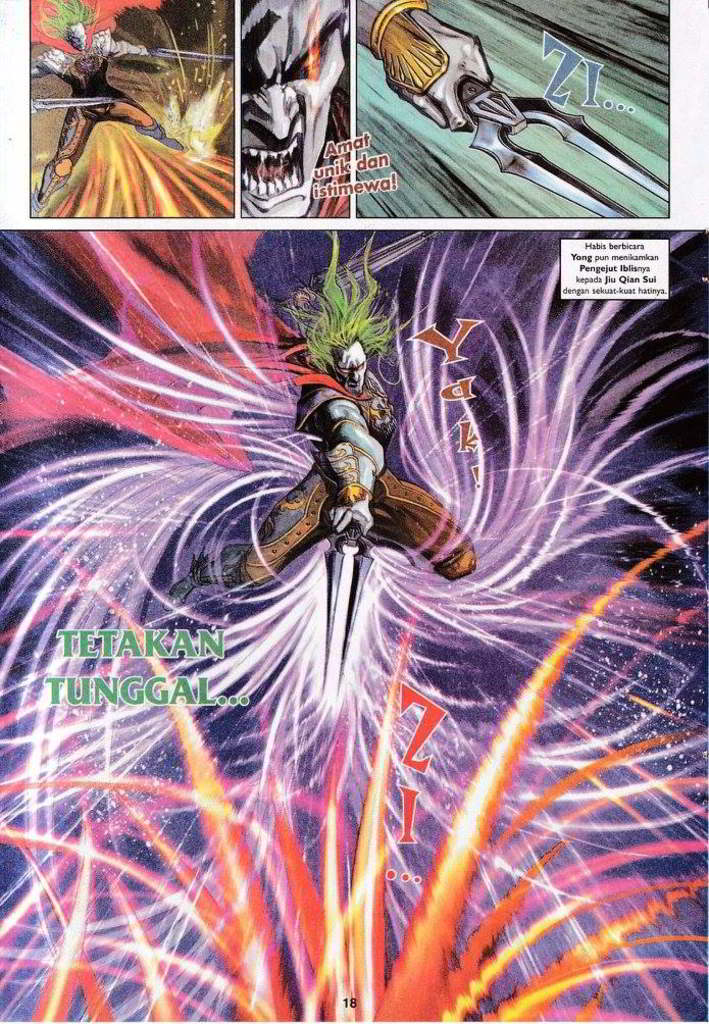 ZI...
Amat
unik dan
istimewa!
Habis berbicara
Yong pun menikamkan
Pengejut Iblisnya
kepada Jiu Qian Sui
dengan sekuat-kuat hatinya.
Yak!
TETAKAN
TUNGGAL...
ZI...
18